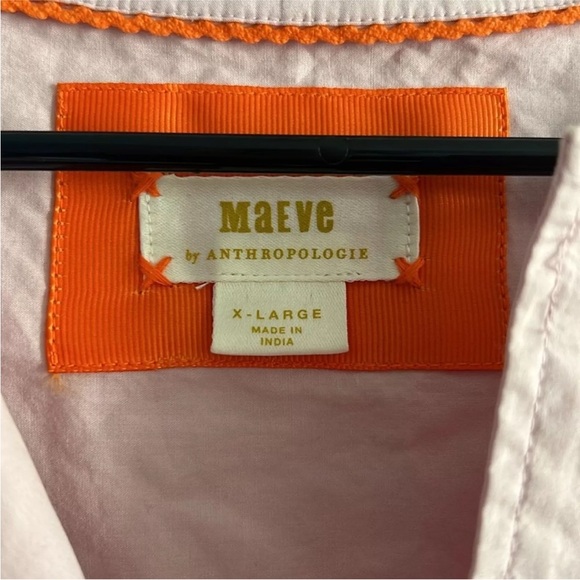 MaEVe
by ANTHROPOLOGIE
X-LARGE
MADE IN
INDIA